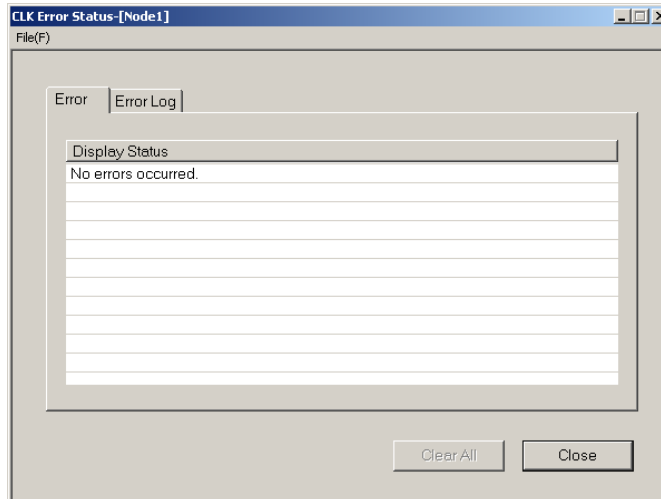 CLK Error Status-[Node1]
File(F)
Error
Error Log
Display Status
No errors occurred.
Clear All
Close